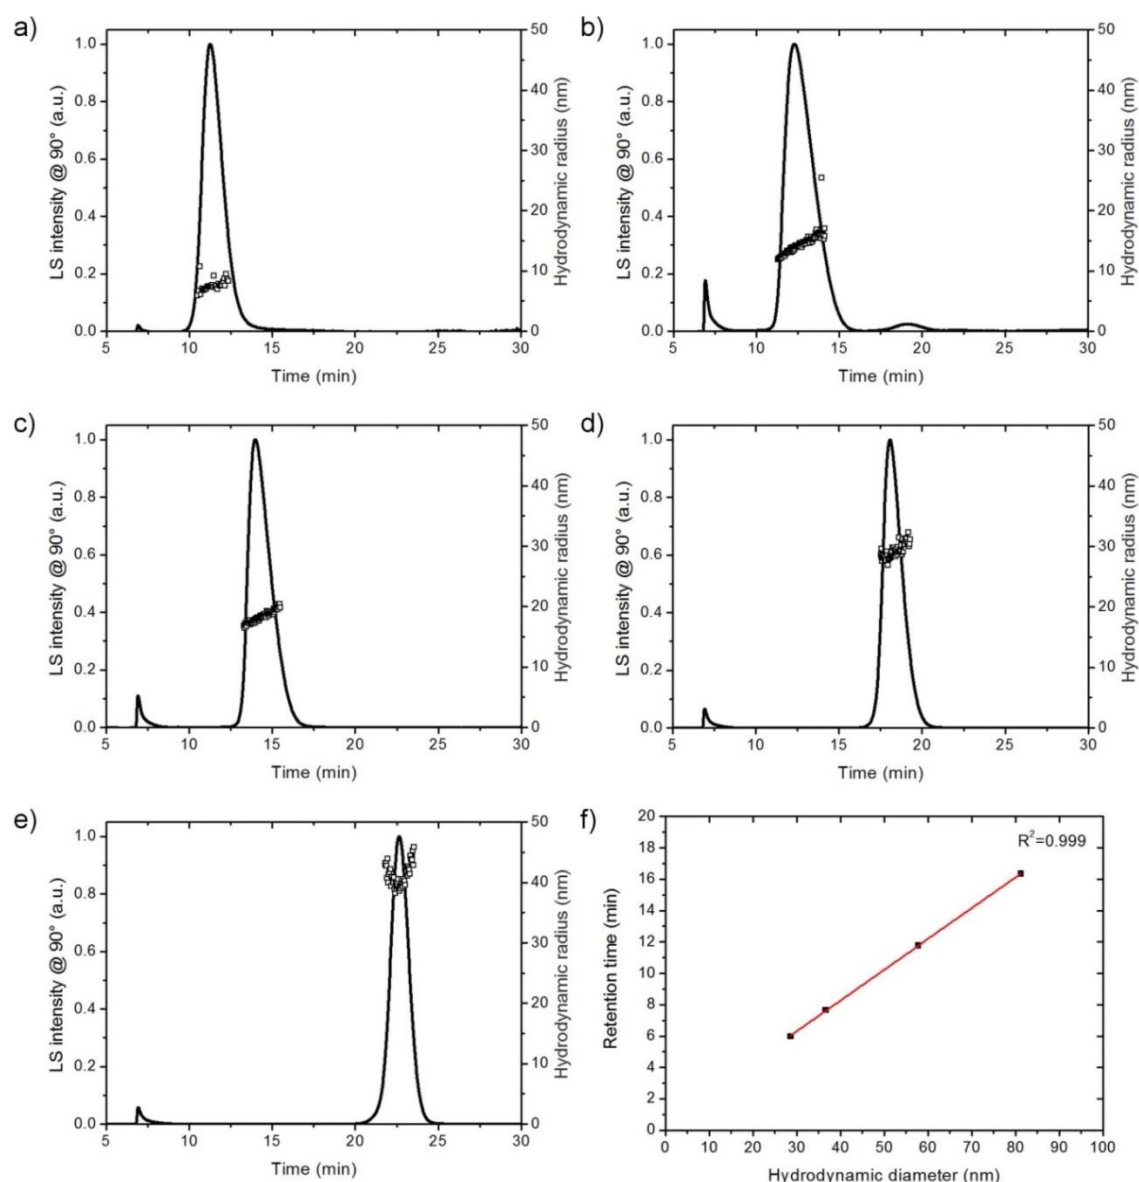 a)
LS intensity @ 90° (a.u.)
1.0
0.8
0.6
0.4
0.2
0.0
50
40
30
20
10
0
Hydrodynamic radius (nm)
5 10 15 20 25 30
Time (min)
b)
LS intensity @ 90° (a.u.)
1.0
0.8
0.6
0.4
0.2
0.0
50
40
30
20
10
0
Hydrodynamic radius (nm)
5 10 15 20 25 30
Time (min)
c)
LS intensity @ 90° (a.u.)
1.0
0.8
0.6
0.4
0.2
0.0
50
40
30
20
10
0
Hydrodynamic radius (nm)
5 10 15 20 25 30
Time (min)
d)
LS intensity @ 90° (a.u.)
1.0
0.8
0.6
0.4
0.2
0.0
50
40
30
20
10
0
Hydrodynamic radius (nm)
5 10 15 20 25 30
Time (min)
e)
LS intensity @ 90° (a.u.)
1.0
0.8
0.6
0.4
0.2
0.0
50
40
30
20
10
0
Hydrodynamic radius (nm)
5 10 15 20 25 30
Time (min)
f)
Retention time (min)
20
18
16
14
12
10
8
6
4
2
0
R²=0.999
0 10 20 30 40 50 60 70 80 90 100
Hydrodynamic diameter (nm)